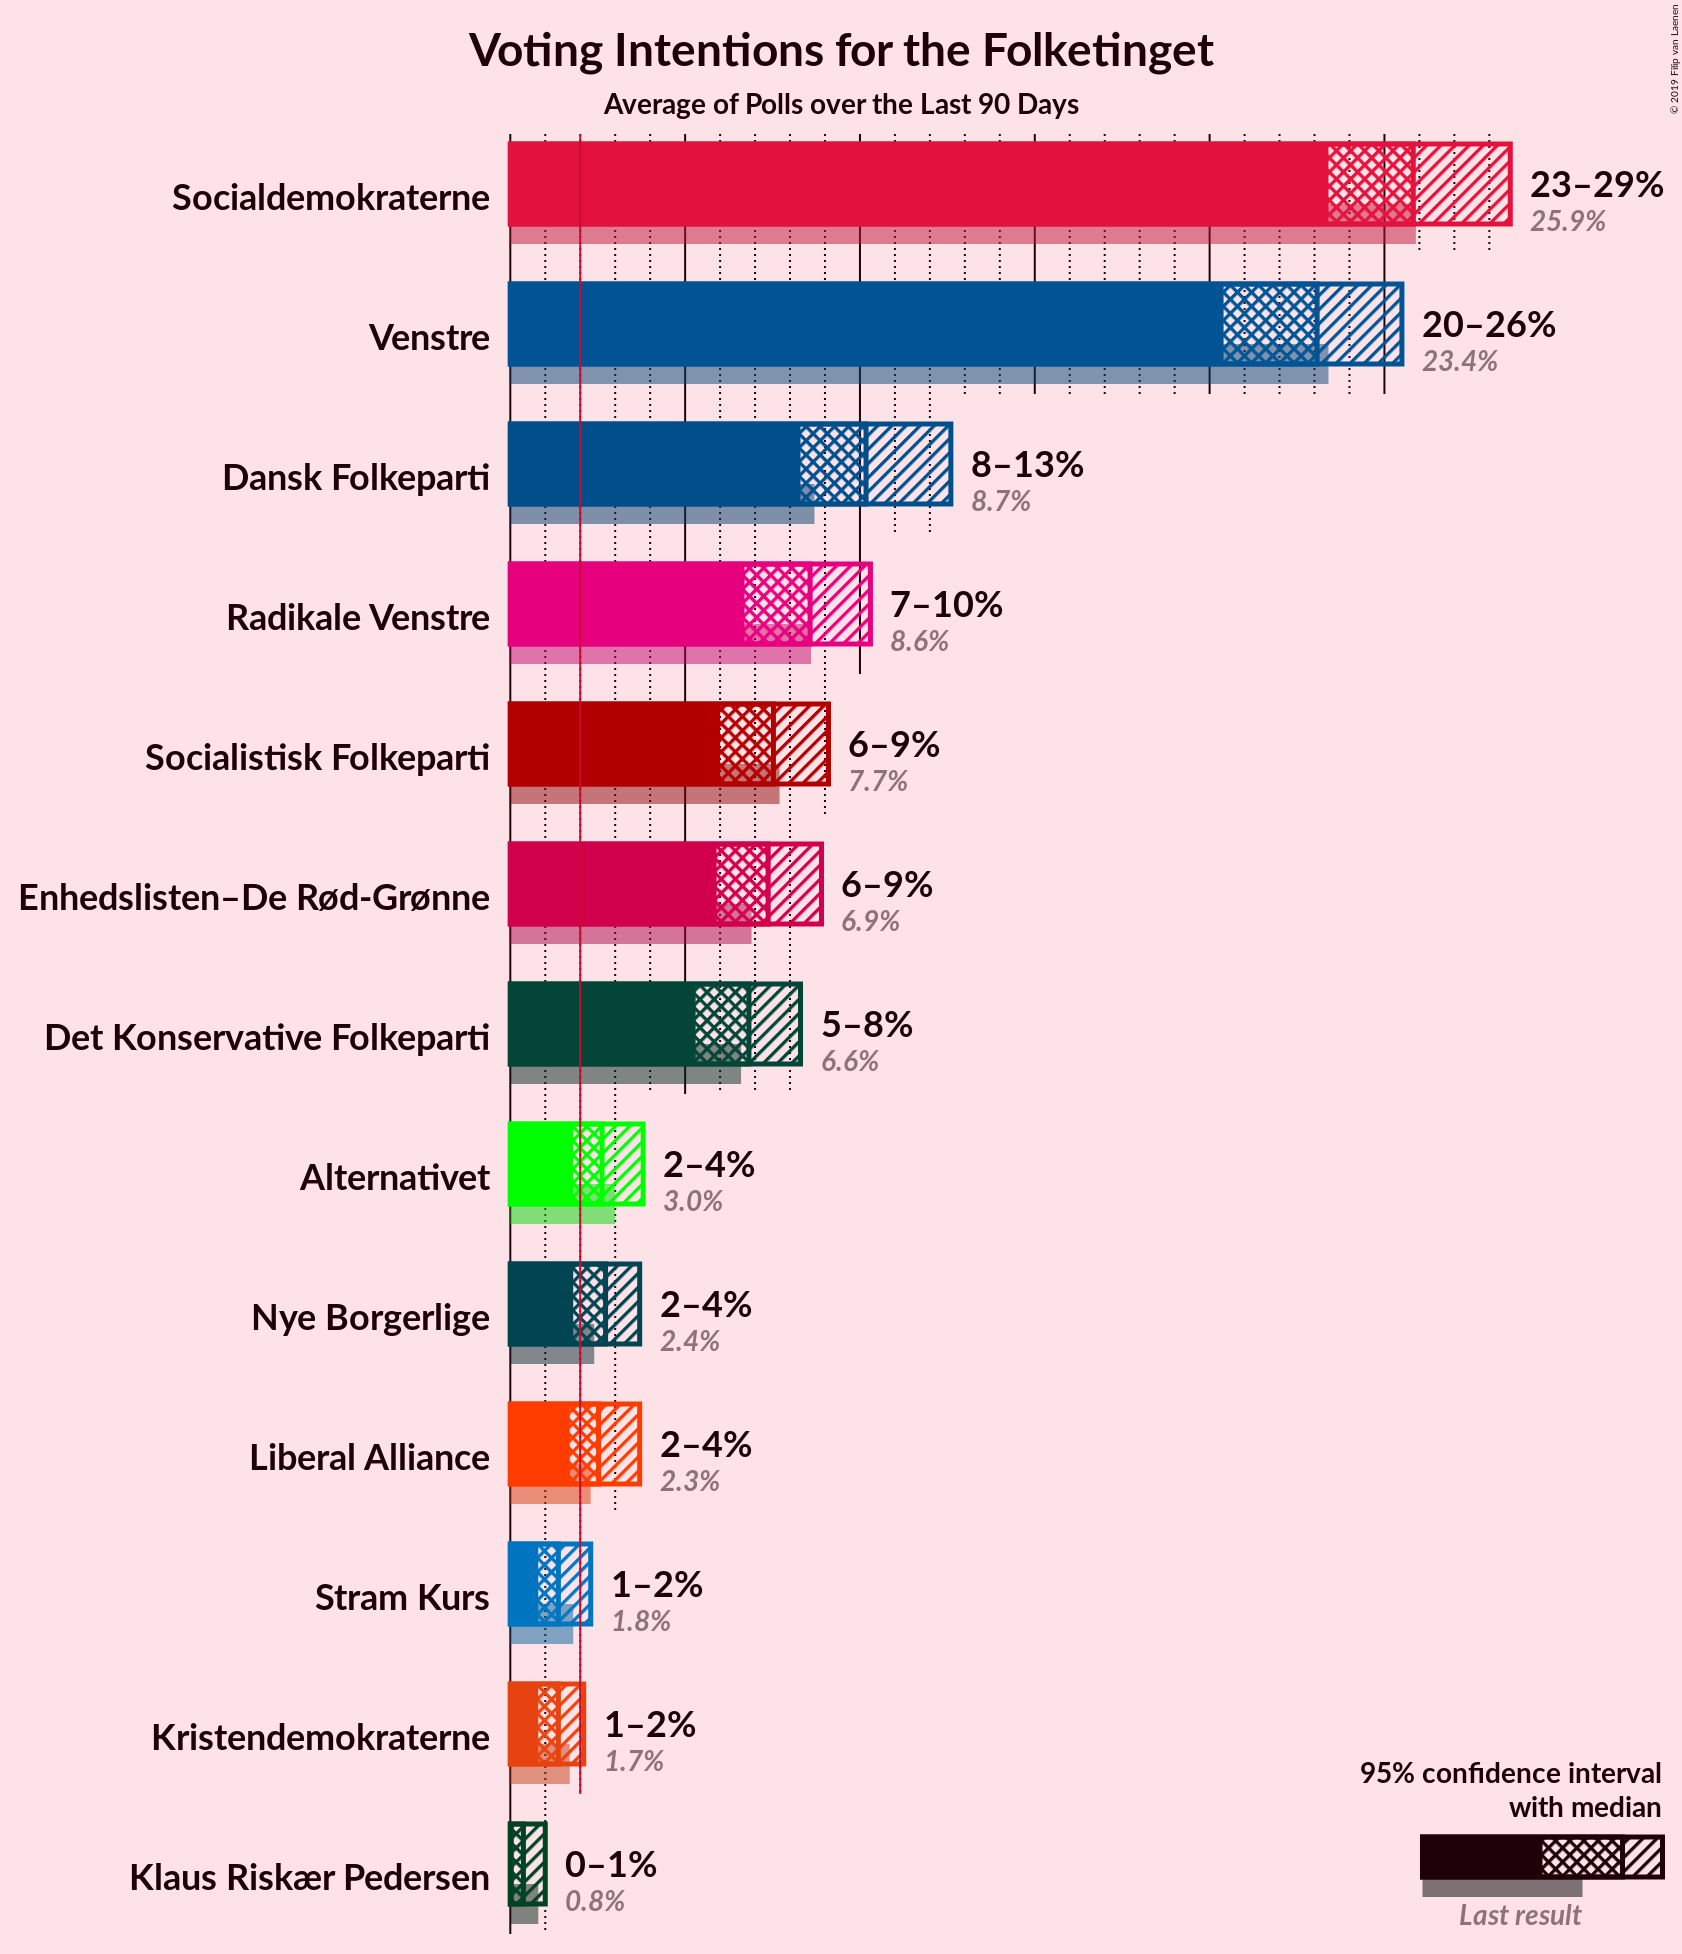 © 2019 Filip van Laenen
Voting Intentions for the Folketinget
Average of Polls over the Last 90 Days
Socialdemokraterne
23–29%
25.9%
Venstre
20–26%
23.4%
Dansk Folkeparti
8–13%
8.7%
Radikale Venstre
7–10%
8.6%
Socialistisk Folkeparti
6–9%
7.7%
Enhedslisten–De Rød-Grønne
6–9%
6.9%
Det Konservative Folkeparti
5–8%
6.6%
Alternativet
2–4%
3.0%
Nye Borgerlige
2–4%
2.4%
Liberal Alliance
2–4%
2.3%
Stram Kurs
1–2%
1.8%
Kristendemokraterne
1–2%
1.7%
Klaus Riskær Pedersen
0–1%
0.8%
95% confidence interval
with median
Last result